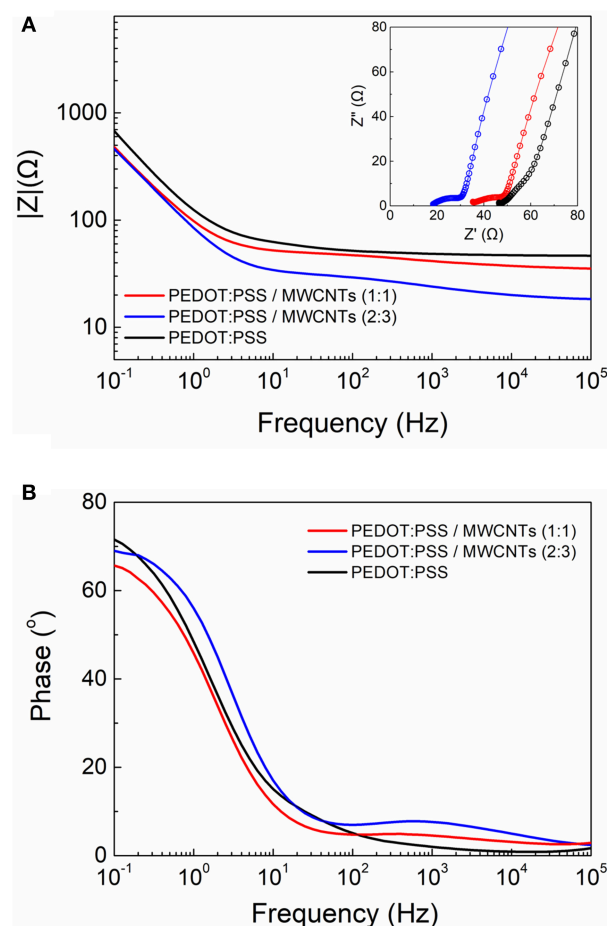 A
1000
100
10
|Z|(Ω)
10⁻¹ 10⁰ 10¹ 10² 10³ 10⁴ 10⁵
Frequency (Hz)
PEDOT:PSS / MWCNTs (1:1)
PEDOT:PSS / MWCNTs (2:3)
PEDOT:PSS
80
60
40
20
0
Z'' (Ω)
0 20 40 60 80
Z' (Ω)
B
80
60
40
20
0
Phase (°)
PEDOT:PSS / MWCNTs (1:1)
PEDOT:PSS / MWCNTs (2:3)
PEDOT:PSS
10⁻¹ 10⁰ 10¹ 10² 10³ 10⁴ 10⁵
Frequency (Hz)